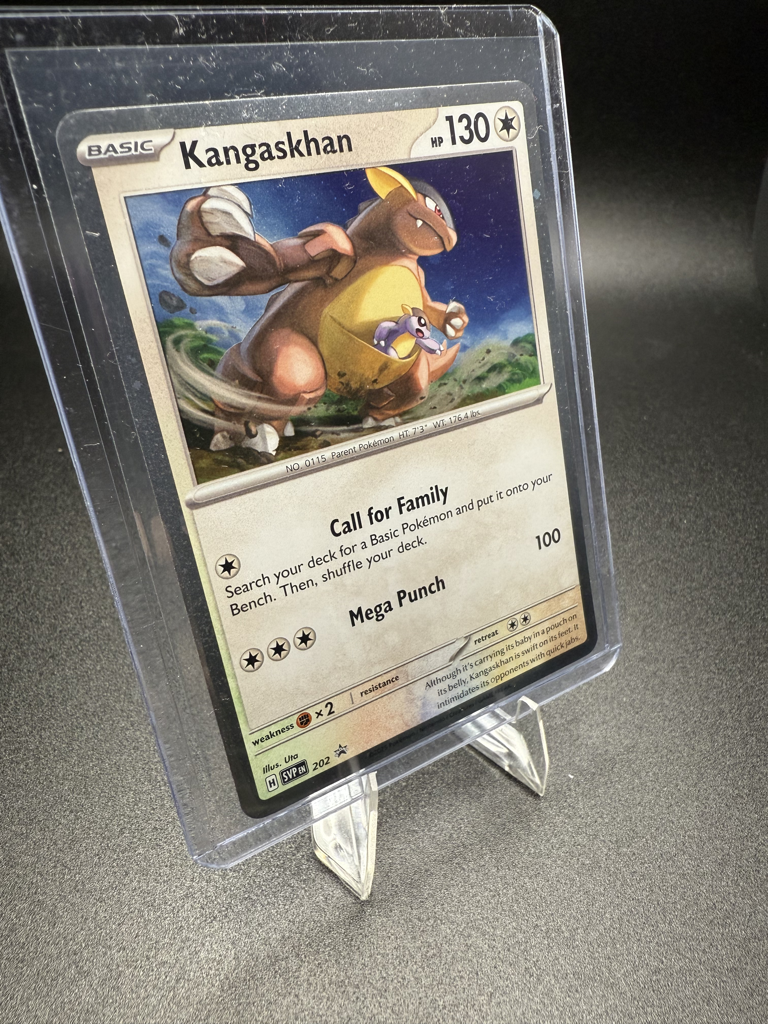 BASIC Kangaskhan HP 130
NO. 0115 Parent Pokémon HT: 7'3" WT: 176.4 lbs.
Call for Family
Search your deck for a Basic Pokémon and put it onto your
Bench. Then, shuffle your deck.
Mega Punch 100
weakness ×2 resistance retreat
Although it's carrying its baby in a pouch on
its belly, Kangaskhan is swift on its feet. It
intimidates its opponents with quick jabs.
Illus. Uta
H SVP EN 202